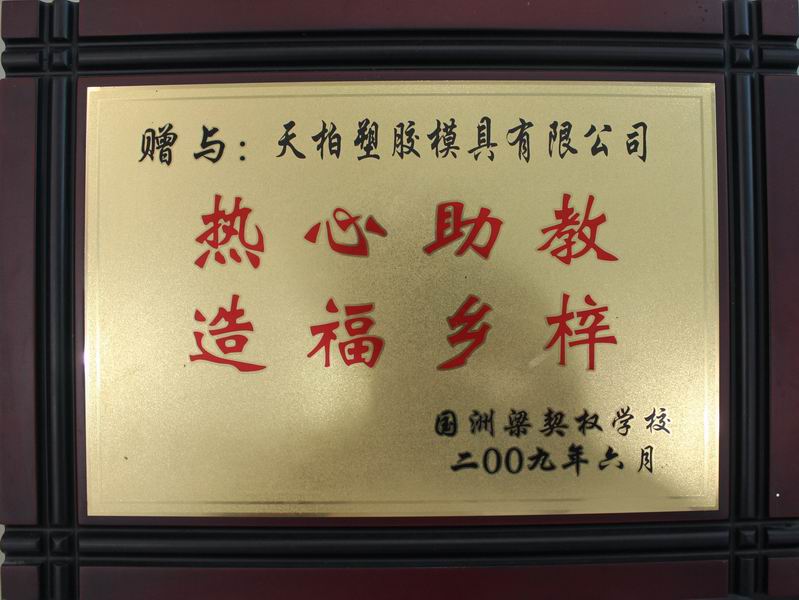 赠与：天柏塑胶模具有限公司
热心助教
造福乡梓
国洲梁契权学校
二00九年六月